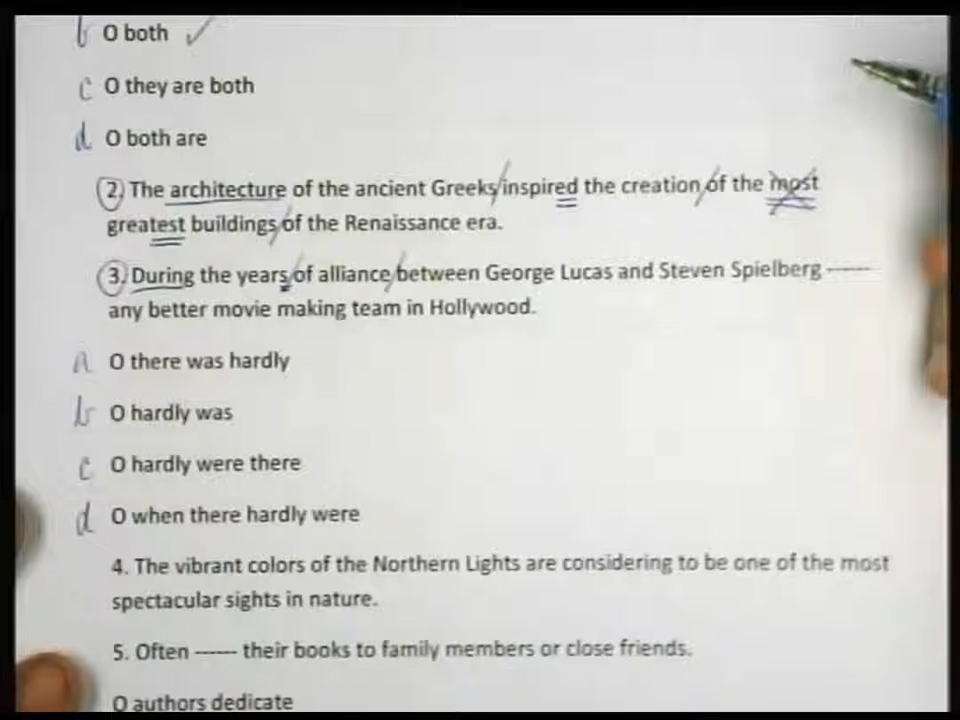 b O both ✓
c O they are both
d O both are
2. The architecture of the ancient Greeks inspired the creation of the most
greatest buildings of the Renaissance era.
3. During the years of alliance between George Lucas and Steven Spielberg ------
any better movie making team in Hollywood.
a O there was hardly
b O hardly was
c O hardly were there
d O when there hardly were
4. The vibrant colors of the Northern Lights are considering to be one of the most
spectacular sights in nature.
5. Often ------ their books to family members or close friends.
O authors dedicate